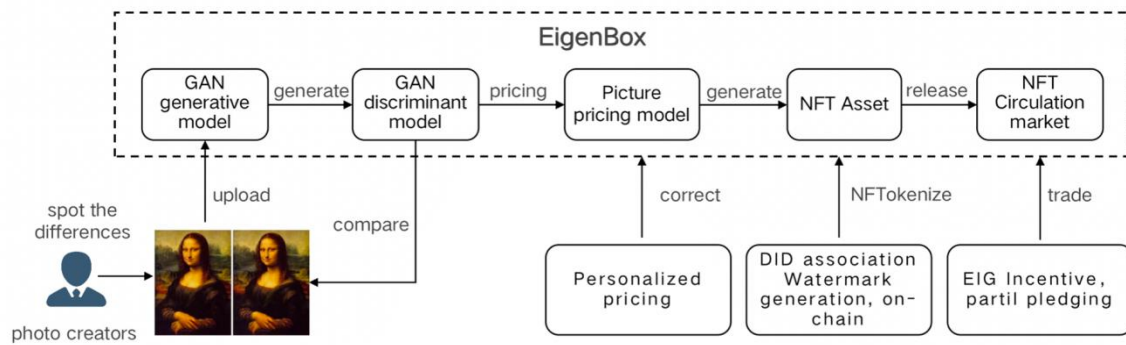 EigenBox
GAN
generative
model
generate
GAN
discriminant
model
pricing
Picture
pricing model
generate
NFT Asset
release
NFT
Circulation
market
upload
compare
correct
NFTokenize
trade
spot the
differences
photo creators
Personalized
pricing
DID association
Watermark
generation, on-
chain
EIG Incentive,
partil pledging